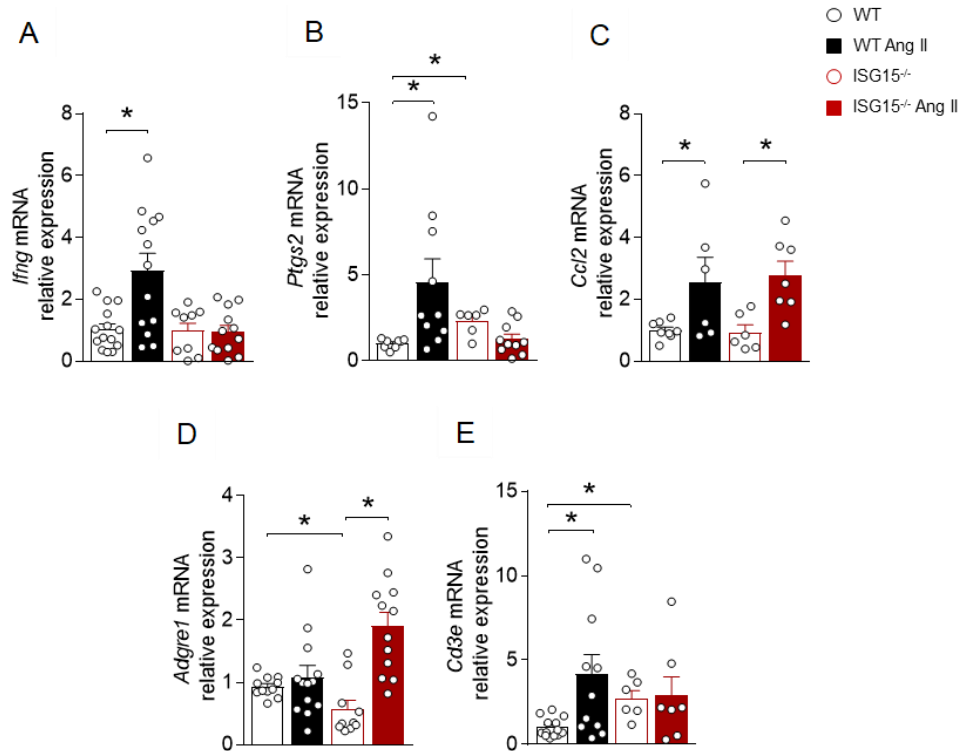 A
B
C
WT
WT Ang II
ISG15-/-
ISG15-/- Ang II
*
Ifng mRNA
relative expression
8
6
4
2
0
*
*
Ptgs2 mRNA
relative expression
15
10
5
0
*
*
Ccl2 mRNA
relative expression
8
6
4
2
0
D
E
*
*
Adgre1 mRNA
relative expression
4
3
2
1
0
*
*
Cd3e mRNA
relative expression
15
10
5
0